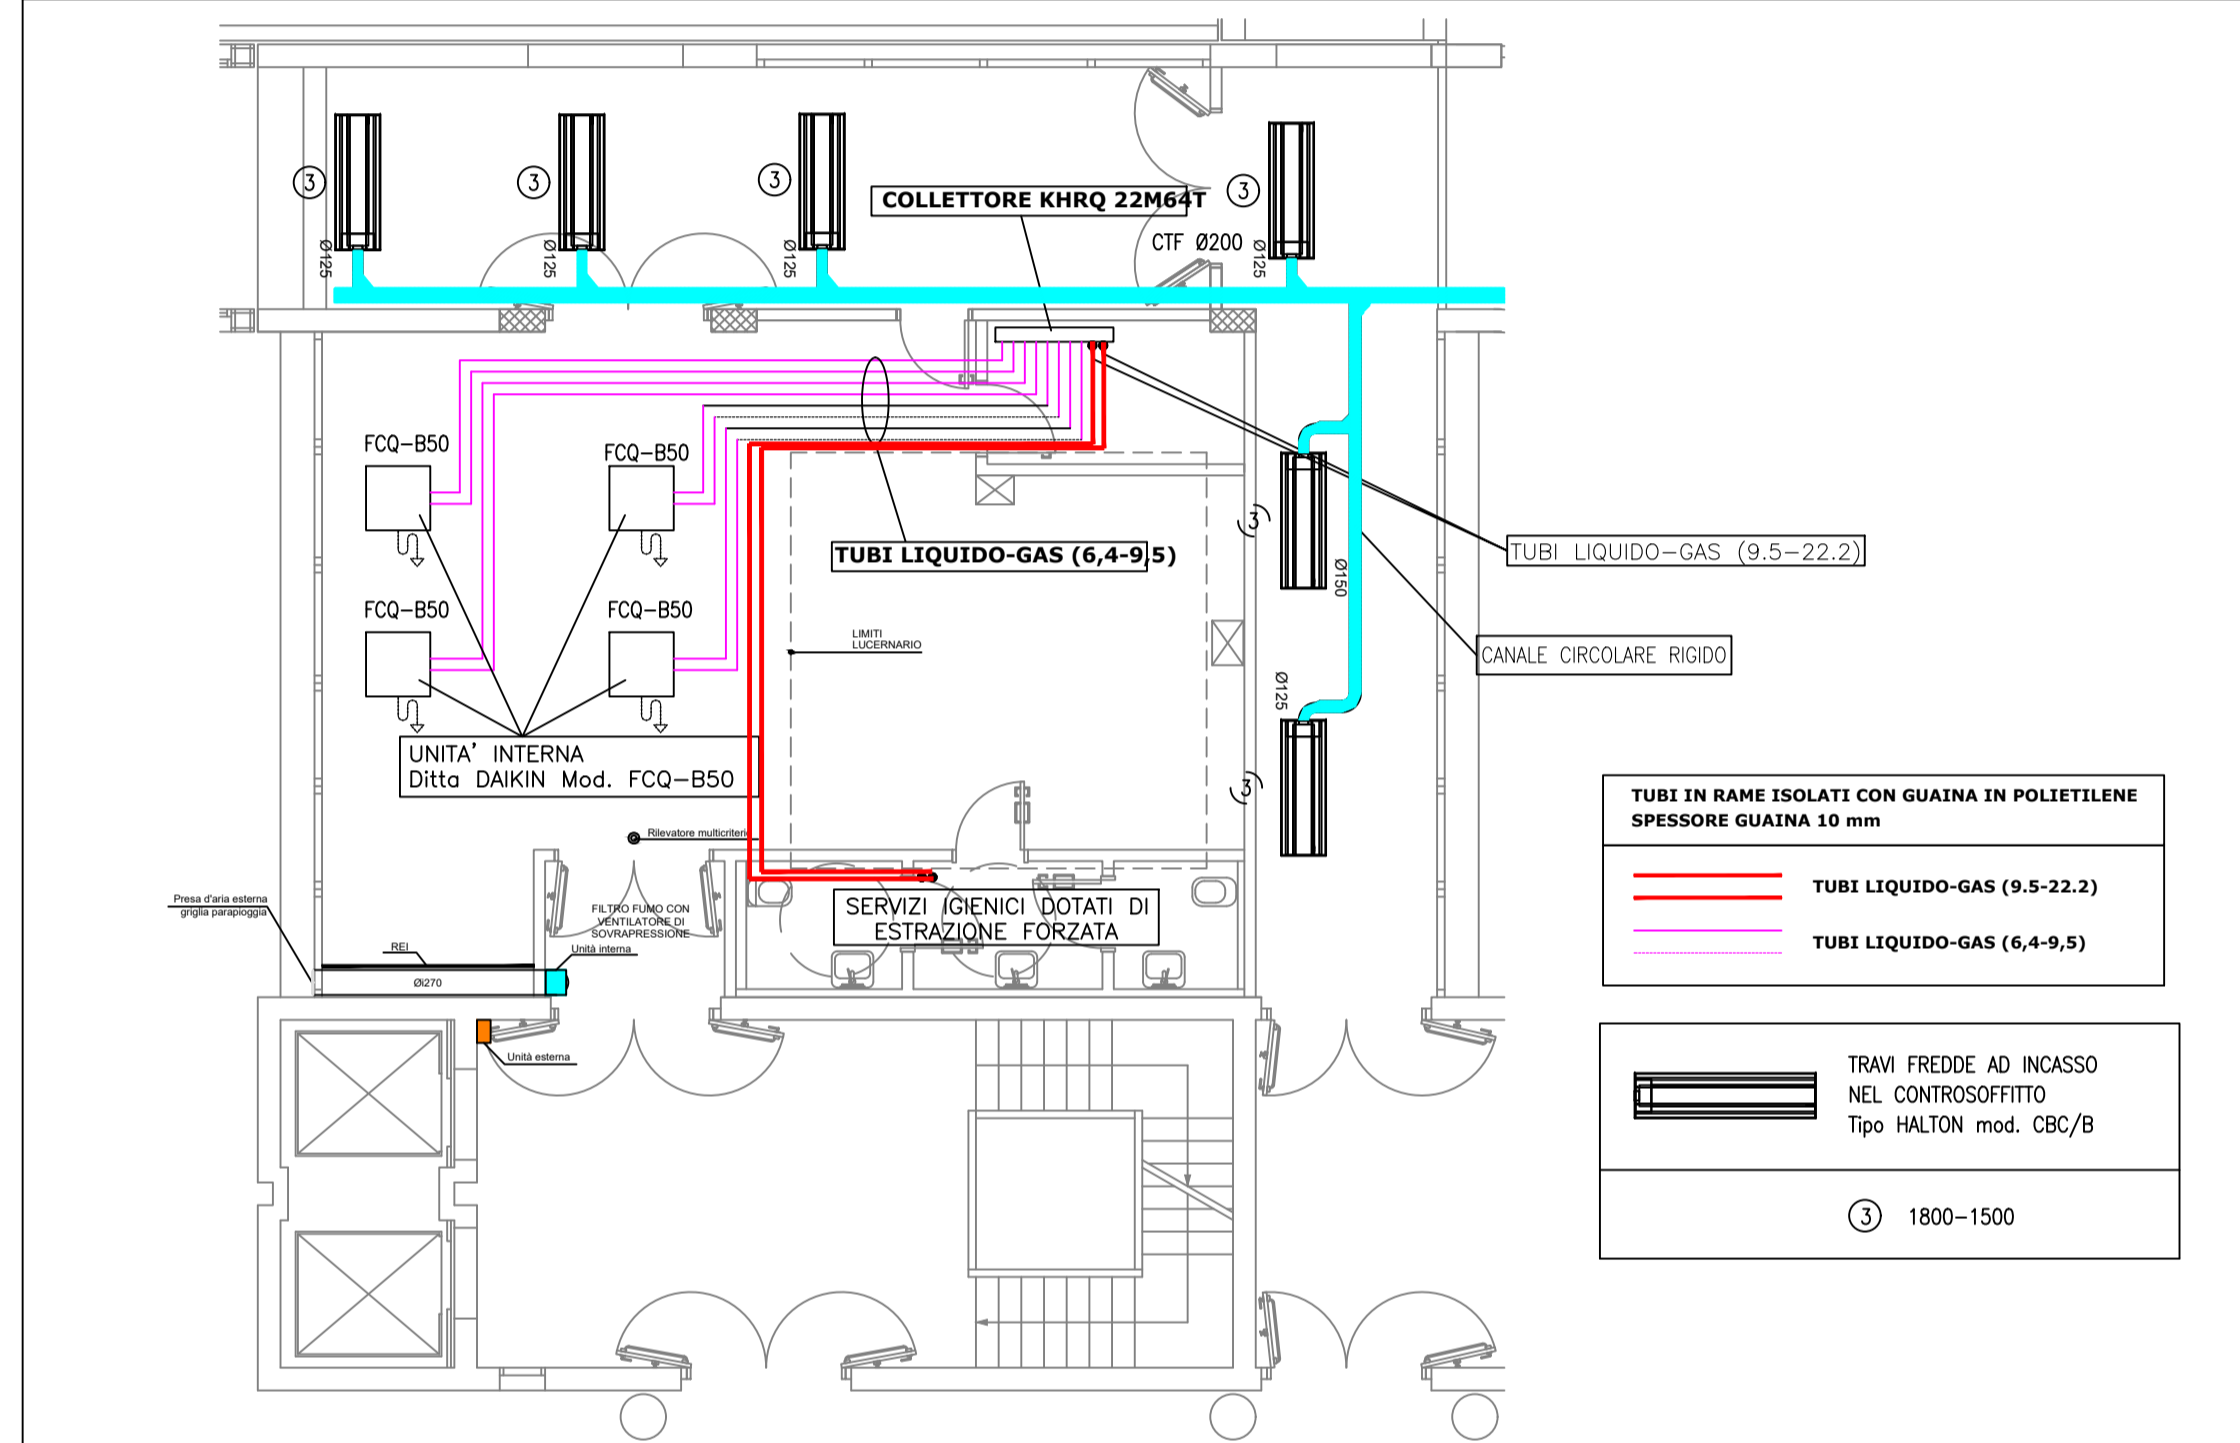 3
3
3
3
COLLETTORE KHRQ 22M64T
CTF Ø200
Ø125
Ø125
Ø125
Ø125
FCQ-B50
FCQ-B50
3
TUBI LIQUIDO-GAS (6,4-9,5)
TUBI LIQUIDO-GAS (9.5-22.2)
Ø150
FCQ-B50
FCQ-B50
LIMITI
LUCERNARIO
CANALE CIRCOLARE RIGIDO
Ø125
UNITA' INTERNA
Ditta DAIKIN Mod. FCQ-B50
3
Rilevatore multicriterio
TUBI IN RAME ISOLATI CON GUAINA IN POLIETILENE
SPESSORE GUAINA 10 mm
TUBI LIQUIDO-GAS (9.5-22.2)
TUBI LIQUIDO-GAS (6,4-9,5)
Presa d'aria esterna
griglia parapioggia
FILTRO FUMO CON
VENTILATORE DI
SOVRAPRESSIONE
SERVIZI IGIENICI DOTATI DI
ESTRAZIONE FORZATA
REI
Unità interna
Øi270
Unità esterna
TRAVI FREDDE AD INCASSO
NEL CONTROSOFFITTO
Tipo HALTON mod. CBC/B
3 1800-1500